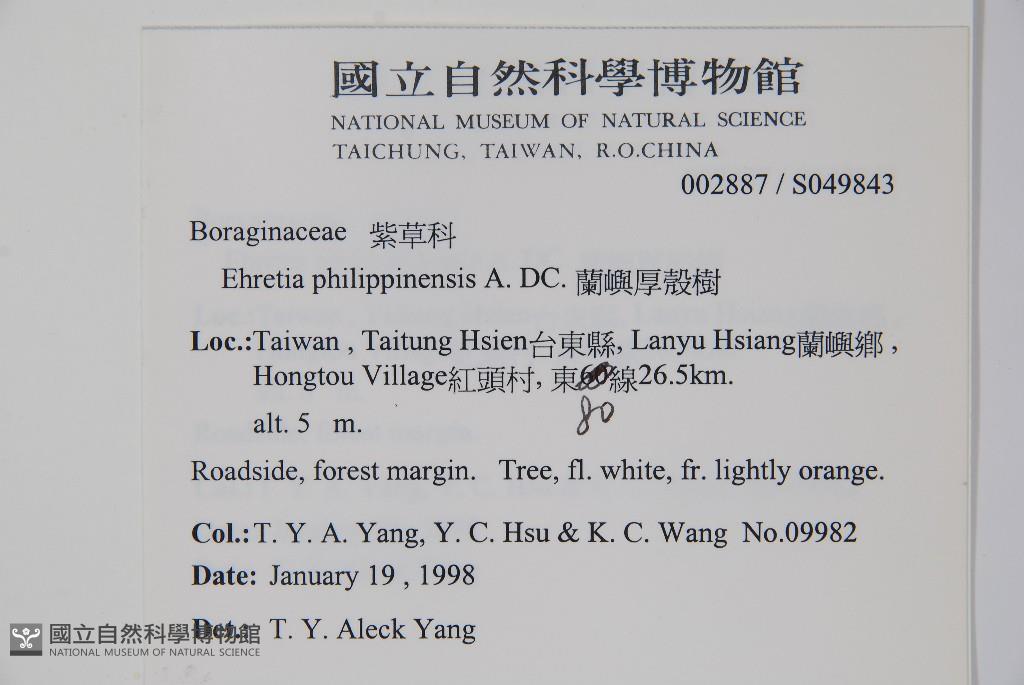 國立自然科學博物館
NATIONAL MUSEUM OF NATURAL SCIENCE
TAICHUNG, TAIWAN, R.O.CHINA
002887 / S049843
Boraginaceae 紫草科
Ehretia philippinensis A. DC. 蘭嶼厚殼樹
Loc.:Taiwan , Taitung Hsien台東縣, Lanyu Hsiang蘭嶼鄉 ,
Hongtou Village紅頭村, 東60線26.5km.
80
alt. 5 m.
Roadside, forest margin. Tree, fl. white, fr. lightly orange.
Col.:T. Y. A. Yang, Y. C. Hsu & K. C. Wang No.09982
Date: January 19 , 1998
Det.: T. Y. Aleck Yang
國立自然科學博物館
NATIONAL MUSEUM OF NATURAL SCIENCE